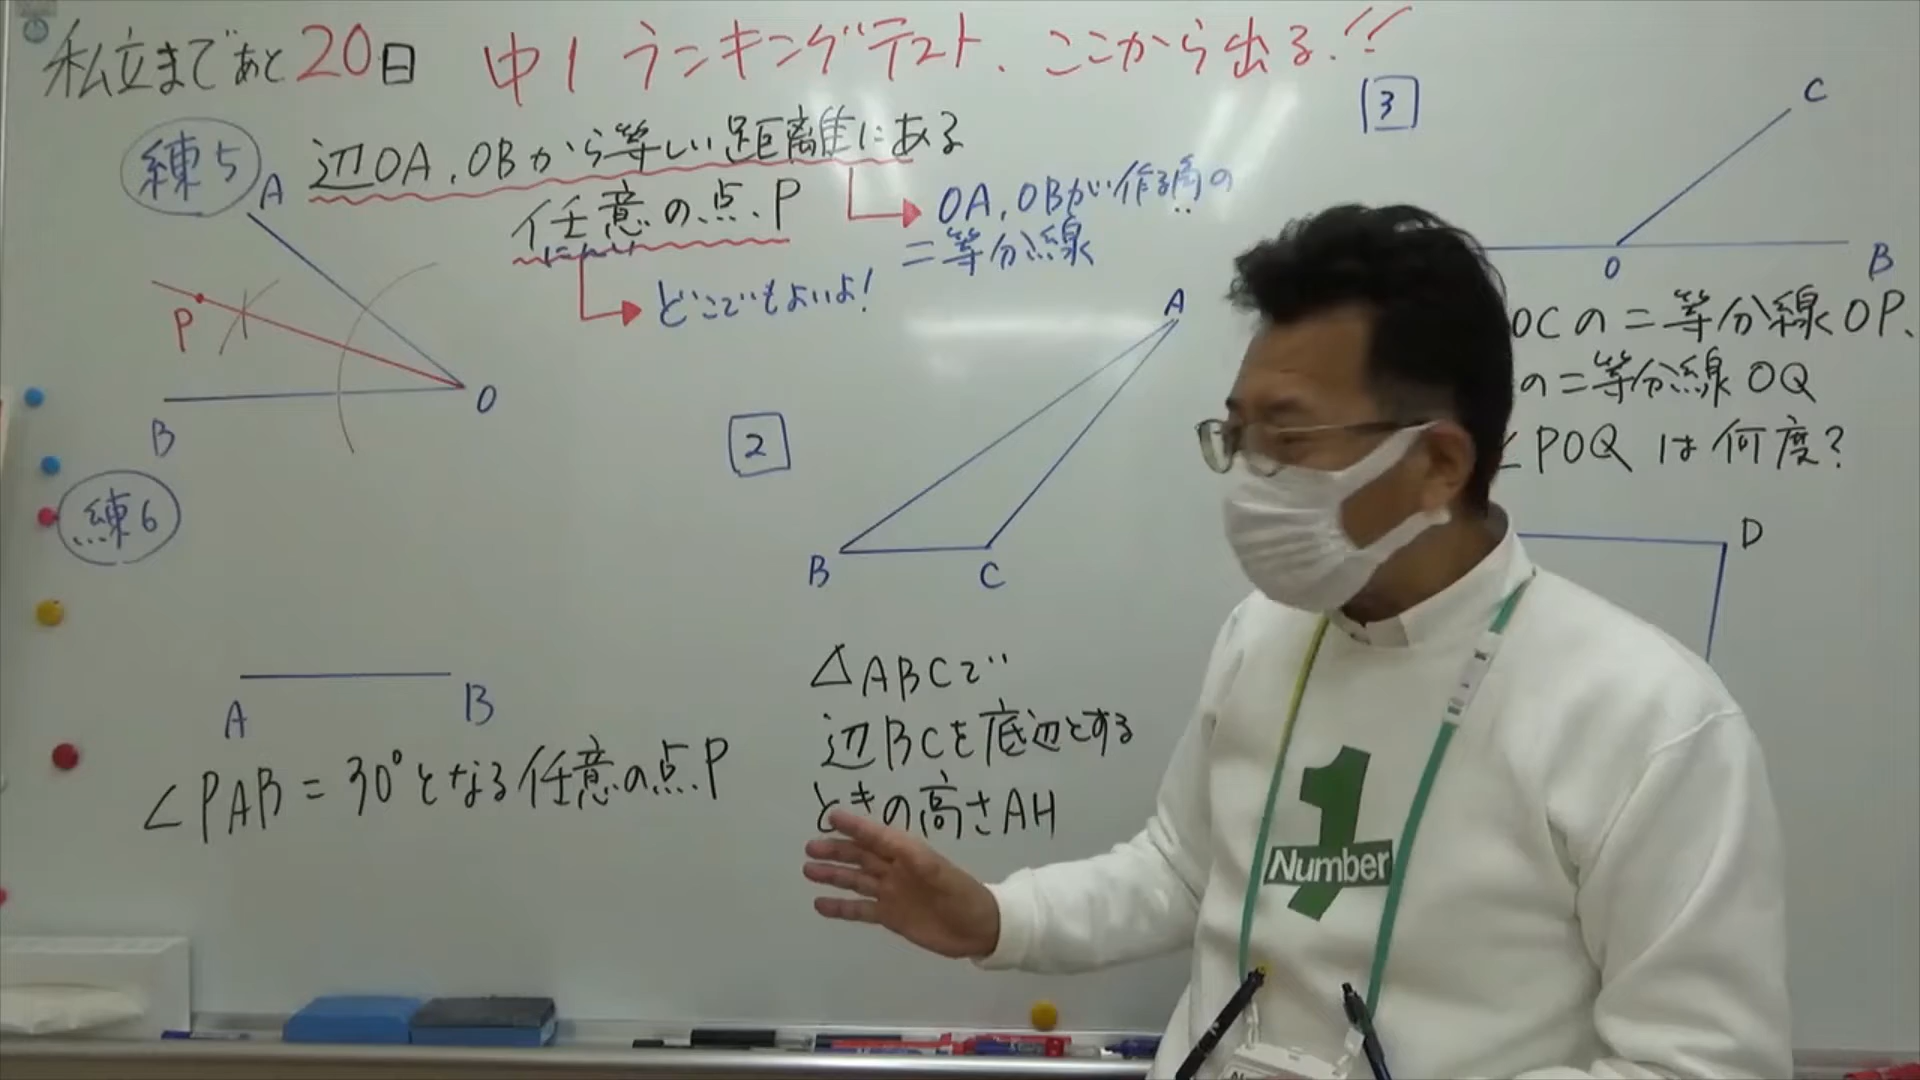 私立まであと20日 中1ランキングテスト、ここから出る!!
練5
辺OA,OBから等しい距離にある
任意の点P
にんい
OA,OBが作る角の
二等分線
どこでもよいよ!
A
P
B
O
練6
A
B
∠PAB=30°となる任意の点P
2
A
B
C
△ABCで
辺BCを底辺とする
ときの高さAH
3
C
O
B
OCの二等分線OP、
の二等分線OQ
∠POQは何度?
D
1
Number